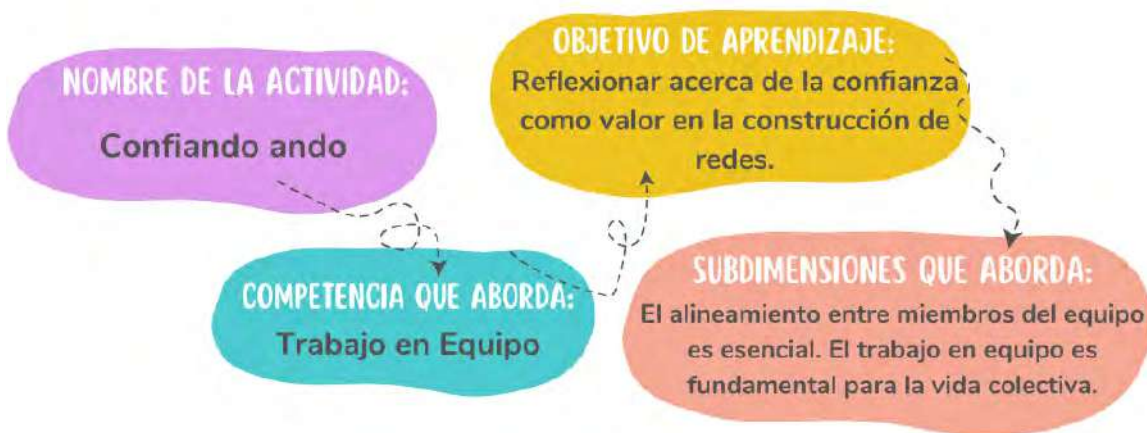 NOMBRE DE LA ACTIVIDAD:
Confiando ando
COMPETENCIA QUE ABORDA:
Trabajo en Equipo
OBJETIVO DE APRENDIZAJE:
Reflexionar acerca de la confianza
como valor en la construcción de
redes.
SUBDIMENSIONES QUE ABORDA:
El alineamiento entre miembros del equipo
es esencial. El trabajo en equipo es
fundamental para la vida colectiva.